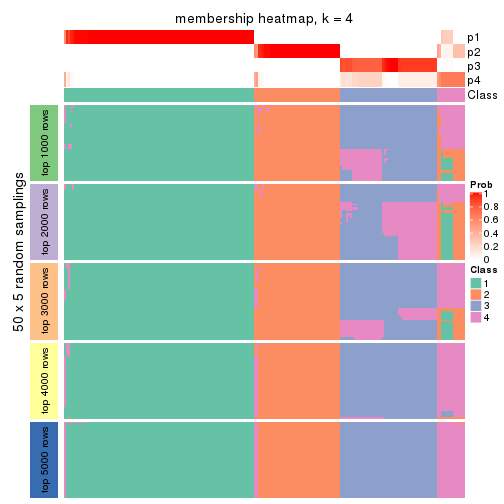 membership heatmap, k = 4
p1
p2
p3
p4
Class
50 x 5 random samplings
top 1000 rows
top 2000 rows
top 3000 rows
top 4000 rows
top 5000 rows
Prob
1
0.8
0.6
0.4
0.2
0
Class
1
2
3
4